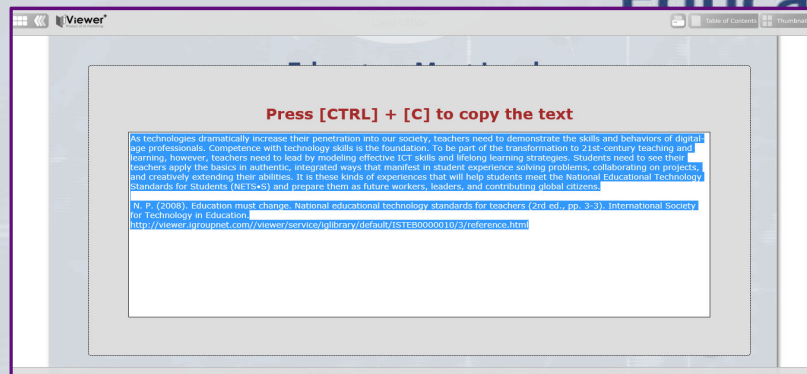 iViewer+
Table of Contents
Thumbnail
Press [CTRL] + [C] to copy the text
As technologies dramatically increase their penetration into our society, teachers need to demonstrate the skills and behaviors of digital-
age professionals. Competence with technology skills is the foundation. To be part of the transformation to 21st-century teaching and
learning, however, teachers need to lead by modeling effective ICT skills and lifelong learning strategies. Students need to see their
teachers apply the basics in authentic, integrated ways that manifest in student experience solving problems, collaborating on projects,
and creatively extending their abilities. It is these kinds of experiences that will help students meet the National Educational Technology
Standards for Students (NETS•S) and prepare them as future workers, leaders, and contributing global citizens.
N. P. (2008). Education must change. National educational technology standards for teachers (2rd ed., pp. 3-3). International Society
for Technology in Education.
http://viewer.igroupnet.com//viewer/service/iglibrary/default/ISTEB0000010/3/reference.html